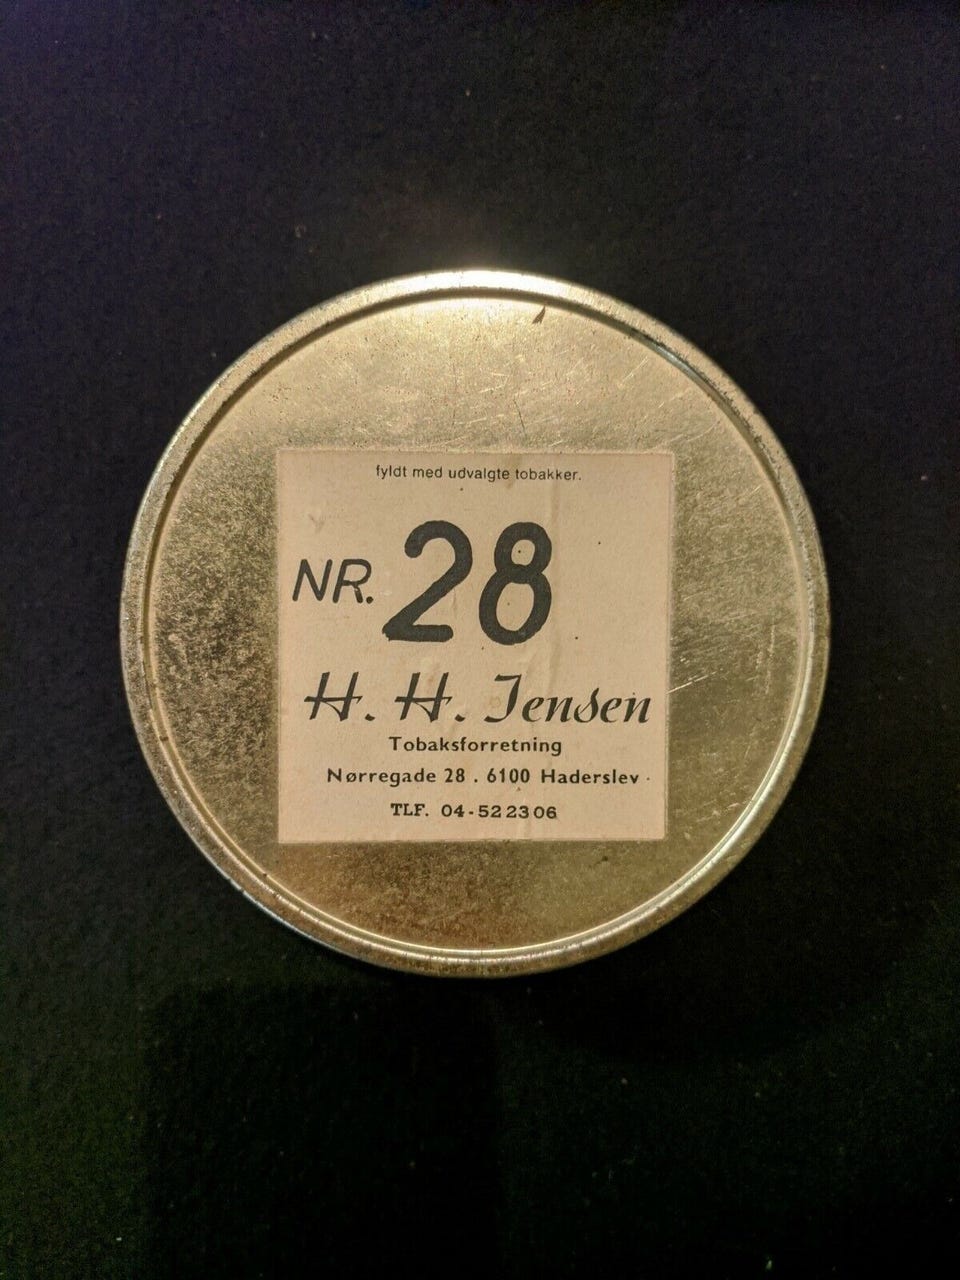 fyldt med udvalgte tobakker.
NR. 28
H. H. Jensen
Tobaksforretning
Nørregade 28 . 6100 Haderslev
TLF. 04-522306